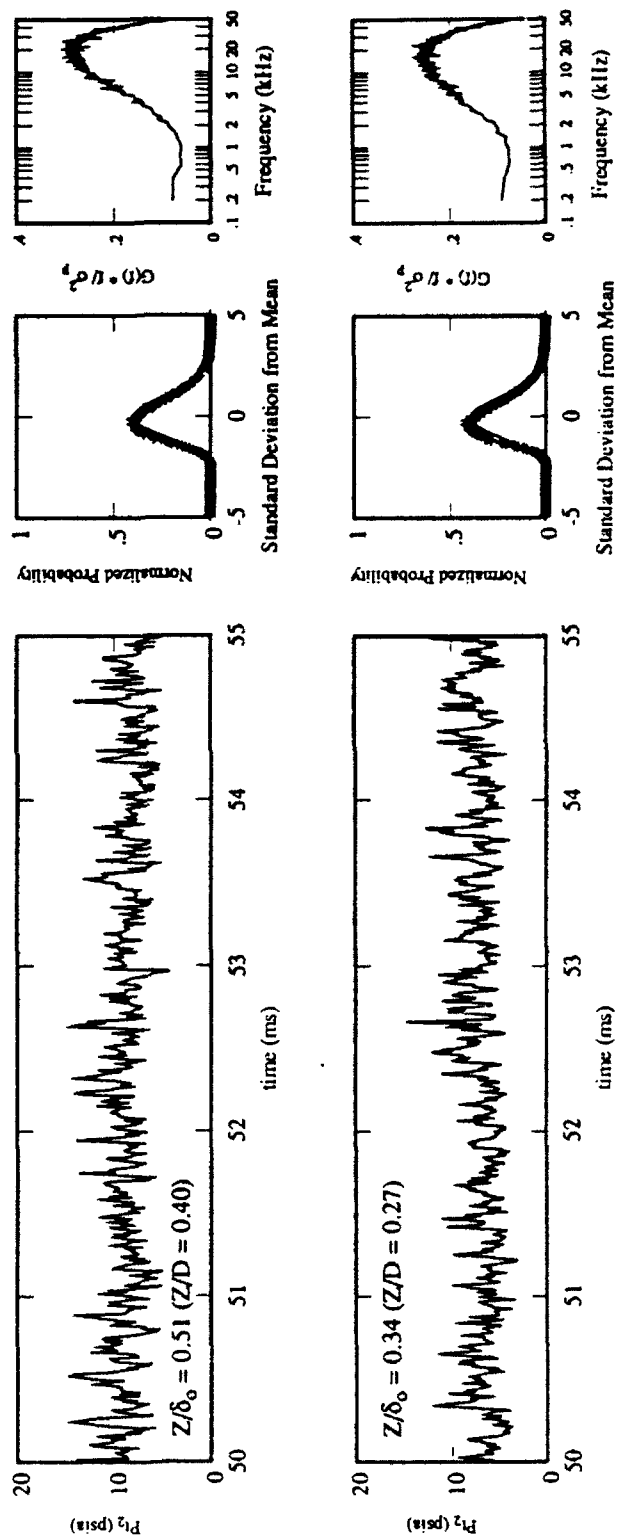 Pt₂ (psia)
20
10
0
Z/δₒ = 0.51 (Z/D = 0.40)
50 51 52 53 54 55
time (ms)
Normalized Probability
1
.5
0
-5 0 5
Standard Deviation from Mean
G(f) * f/ σ²ₚ
.4
.2
0
.1 2 5 1 2 5 10 20 50
Frequency (kHz)
Pt₂ (psia)
20
10
0
Z/δₒ = 0.34 (Z/D = 0.27)
50 51 52 53 54 55
time (ms)
Normalized Probability
1
.5
0
-5 0 5
Standard Deviation from Mean
G(f) * f/ σ²ₚ
.4
.2
0
.1 2 5 1 2 5 10 20 50
Frequency (kHz)